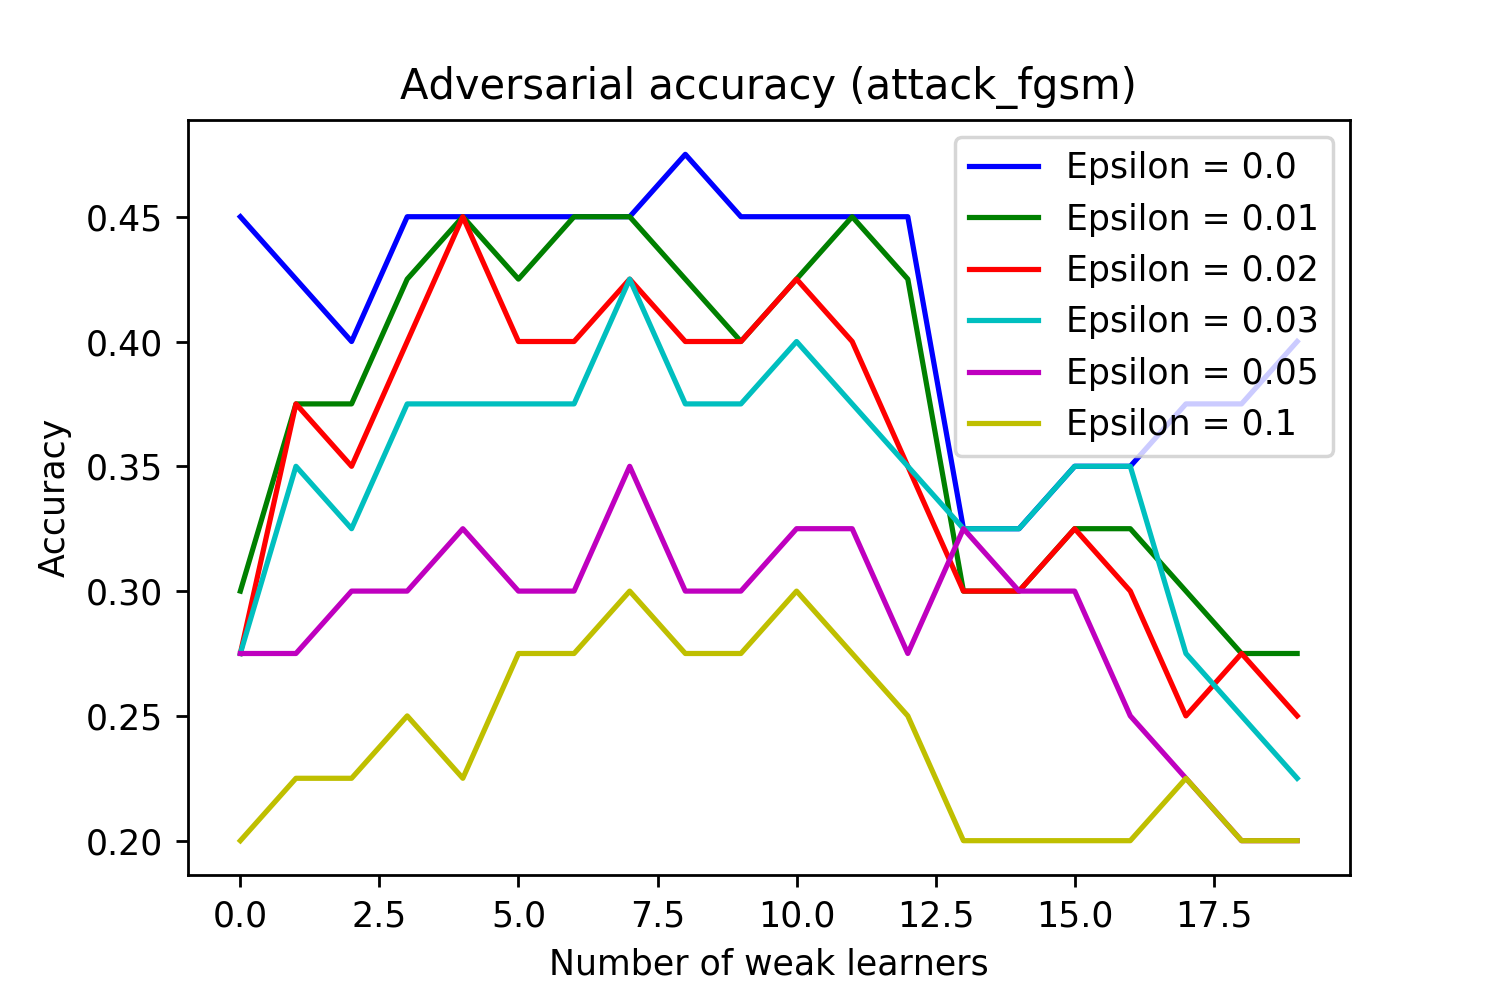 Adversarial accuracy (attack_fgsm)
Epsilon = 0.0
Epsilon = 0.01
Epsilon = 0.02
Epsilon = 0.03
Epsilon = 0.05
Epsilon = 0.1
Accuracy
0.45
0.40
0.35
0.30
0.25
0.20
0.0 2.5 5.0 7.5 10.0 12.5 15.0 17.5
Number of weak learners